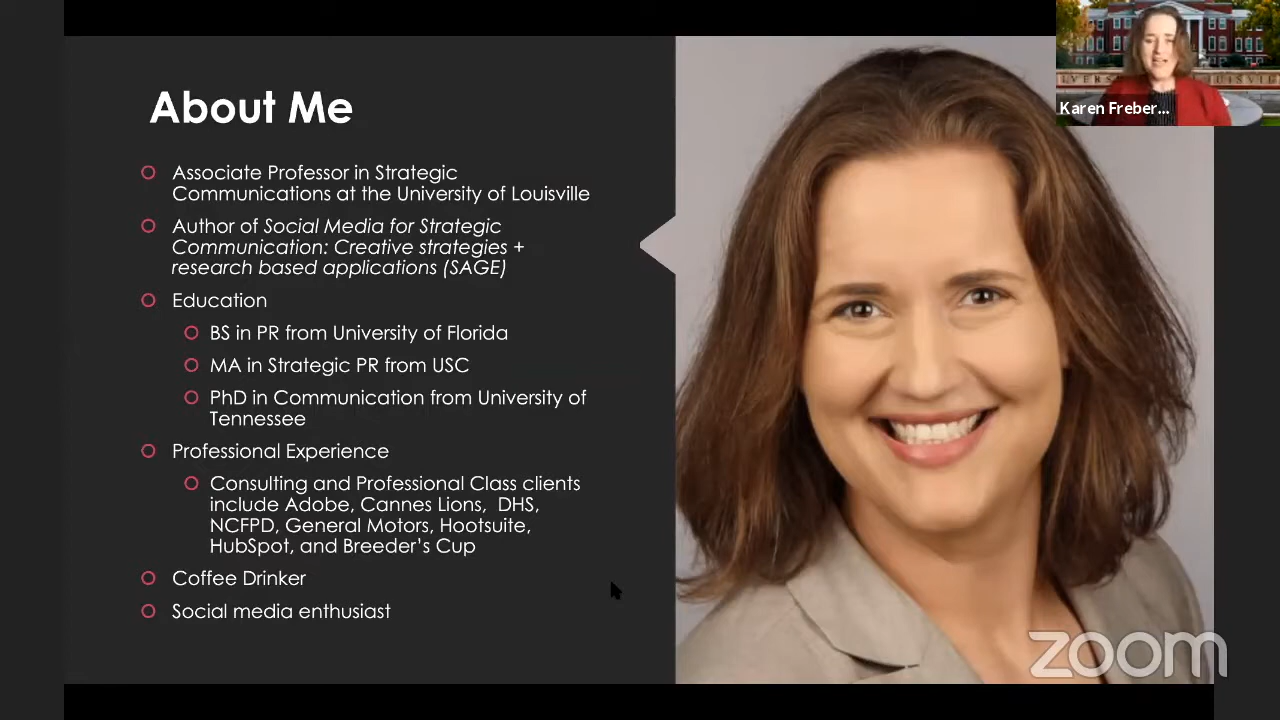 About Me
Associate Professor in Strategic
Communications at the University of Louisville
Author of Social Media for Strategic
Communication: Creative strategies +
research based applications (SAGE)
Education
BS in PR from University of Florida
MA in Strategic PR from USC
PhD in Communication from University of
Tennessee
Professional Experience
Consulting and Professional Class clients
include Adobe, Cannes Lions, DHS,
NCFPD, General Motors, Hootsuite,
HubSpot, and Breeder's Cup
Coffee Drinker
Social media enthusiast
Karen Freber...
zoom